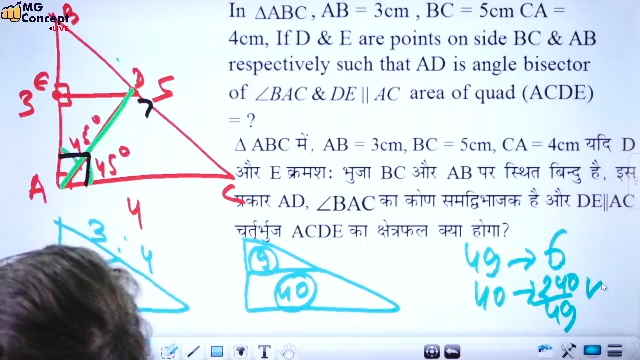 MG
Concept
LIVE
In ΔABC, AB = 3cm , BC = 5cm CA =
4cm, If D & E are points on side BC & AB
respectively such that AD is angle bisector
of ∠BAC & DE || AC area of quad (ACDE)
= ?
Δ ABC में, AB = 3cm, BC = 5cm, CA = 4cm यदि D
और E क्रमशः भुजा BC और AB पर स्थित बिन्दु है, इस
प्रकार AD, ∠BAC का कोण समद्विभाजक है और DE||AC
चर्तुर्भुज ACDE का क्षेत्रफल क्या होगा?
B
E
D
3
5
45°
45°
A
C
4
3 : 4
9
40
49 → 6
40 → 240/49